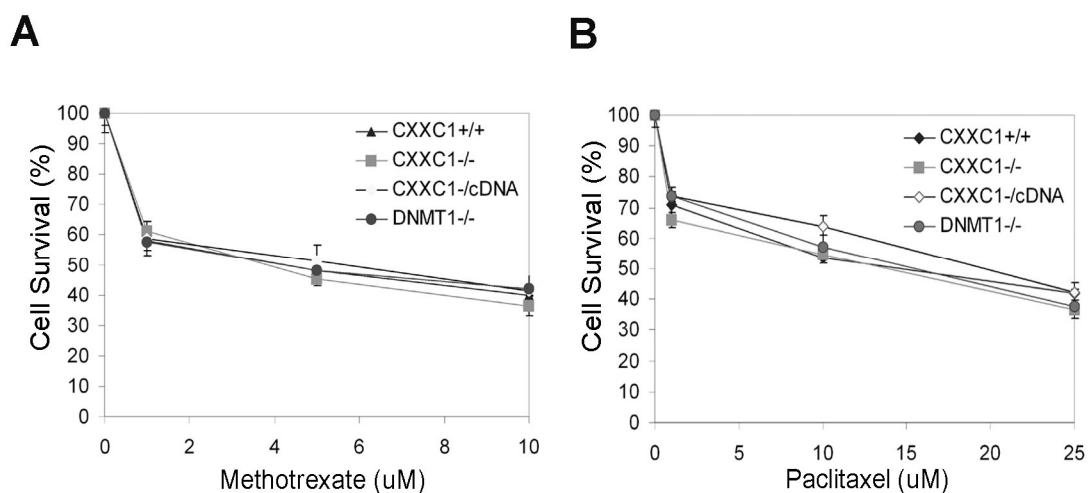 A
Cell Survival (%)
100
90
80
70
60
50
40
30
20
10
0
0 2 4 6 8 10
Methotrexate (uM)
CXXC1+/+
CXXC1-/-
CXXC1-/cDNA
DNMT1-/-
B
Cell Survival (%)
100
90
80
70
60
50
40
30
20
10
0
0 5 10 15 20 25
Paclitaxel (uM)
CXXC1+/+
CXXC1-/-
CXXC1-/cDNA
DNMT1-/-